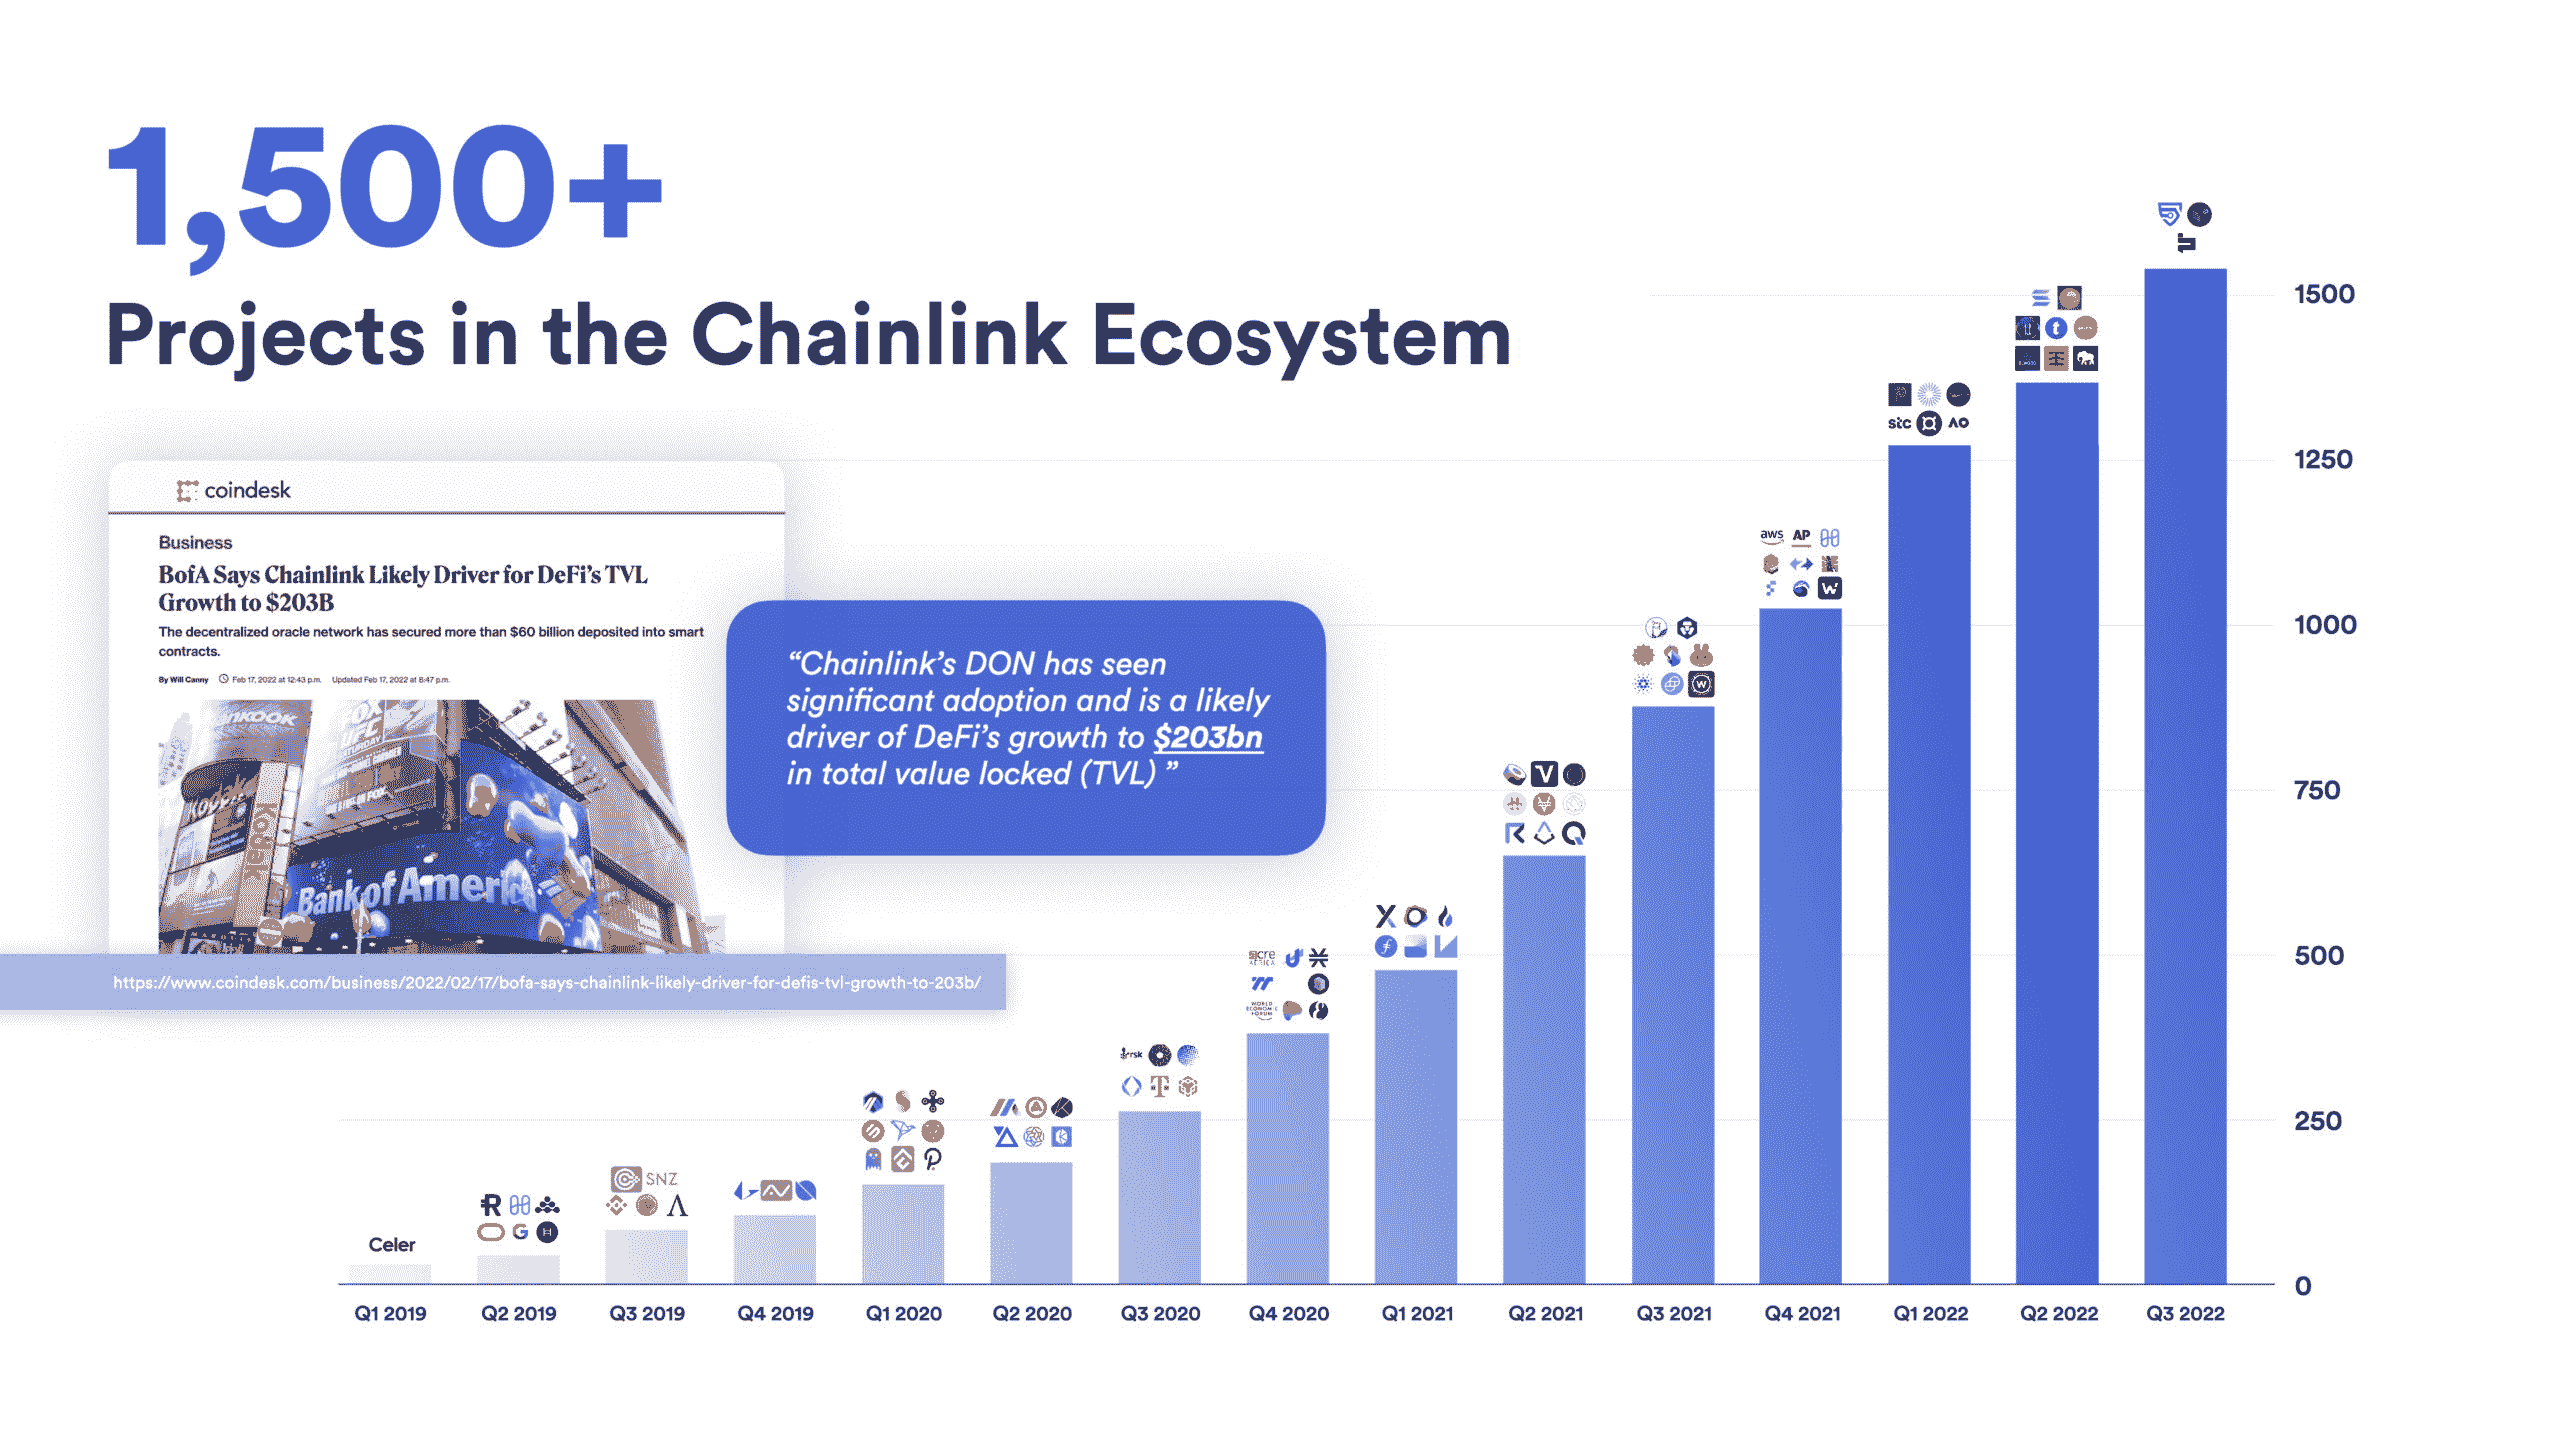 1,500+
Projects in the Chainlink Ecosystem
coindesk
Business
BofA Says Chainlink Likely Driver for DeFi's TVL
Growth to $203B
The decentralized oracle network has secured more than $60 billion deposited into smart
contracts.
By Will Canny Feb 17, 2022 at 12:43 p.m. Updated Feb 17, 2022 at 8:47 p.m.
FOX
UFC
SATURDAY
Kodak
Bank of Americ
https://www.coindesk.com/business/2022/02/17/bofa-says-chainlink-likely-driver-for-defis-tvl-growth-to-203b/
“Chainlink's DON has seen
significant adoption and is a likely
driver of DeFi's growth to $203bn
in total value locked (TVL) ”
1500
1250
1000
750
500
250
0
stc
AO
aws AP
W
V
WORLD
ECONOMIC
FORUM
rsk
SNZ
Celer
Q1 2019 Q2 2019 Q3 2019 Q4 2019 Q1 2020 Q2 2020 Q3 2020 Q4 2020 Q1 2021 Q2 2021 Q3 2021 Q4 2021 Q1 2022 Q2 2022 Q3 2022